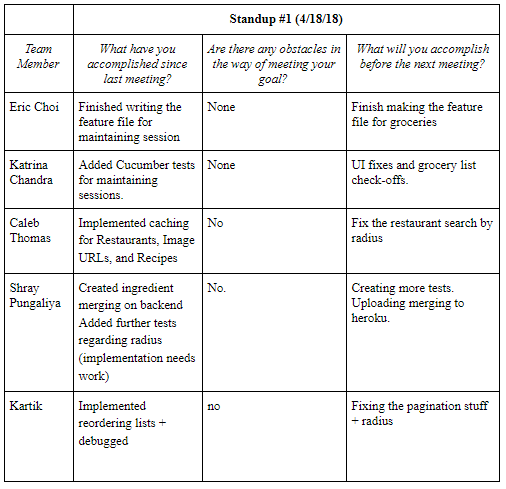 Standup #1 (4/18/18)
Team
Member
What have you
accomplished since
last meeting?
Are there any obstacles in
the way of meeting your
goal?
What will you accomplish
before the next meeting?
Eric Choi
Finished writing the
feature file for
maintaining session
None
Finish making the feature
file for groceries
Katrina
Chandra
Added Cucumber tests
for maintaining
sessions.
None
UI fixes and grocery list
check-offs.
Caleb
Thomas
Implemented caching
for Restaurants, Image
URLs, and Recipes
No
Fix the restaurant search by
radius
Shray
Pungaliya
Created ingredient
merging on backend
Added further tests
regarding radius
(implementation needs
work)
No.
Creating more tests.
Uploading merging to
heroku.
Kartik
Implemented
reordering lists +
debugged
no
Fixing the pagination stuff
+ radius